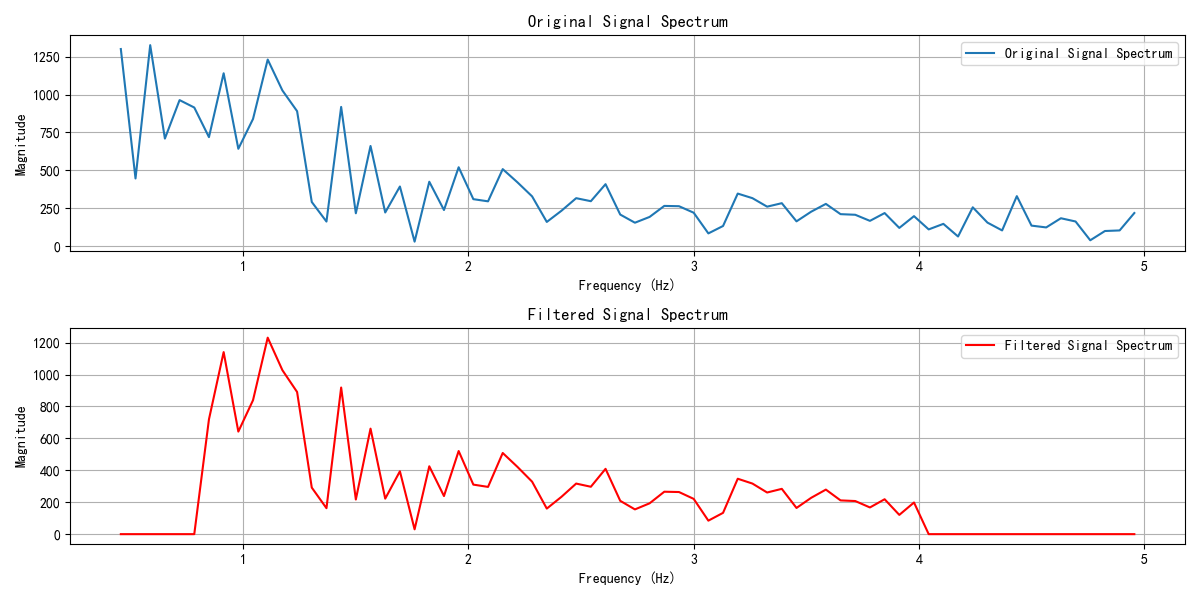 Original Signal Spectrum
1250
1000
750
500
250
0
Magnitude
Original Signal Spectrum
1 2 3 4 5
Frequency (Hz)
Filtered Signal Spectrum
1200
1000
800
600
400
200
0
Magnitude
Filtered Signal Spectrum
1 2 3 4 5
Frequency (Hz)